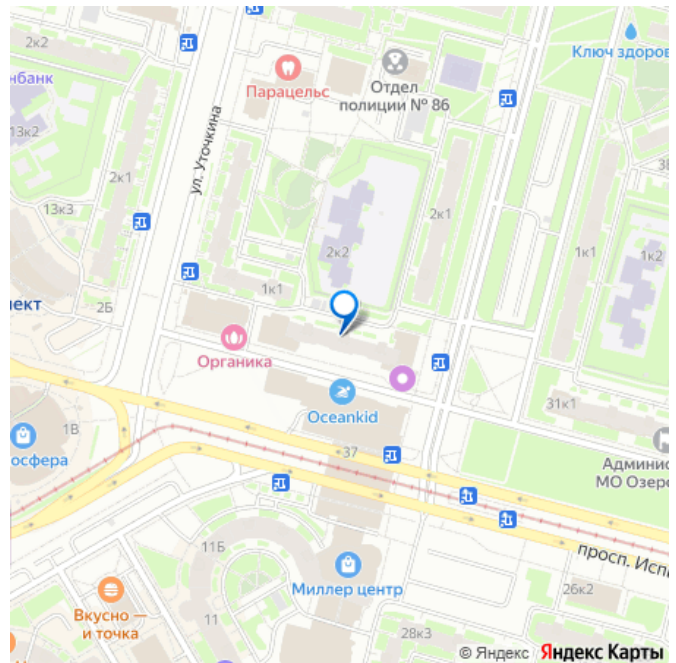 2к2
нбанк
Парацельс
Отдел
полиции № 86
Ключ здоров
13к2
ул. Уточкина
2к1
2к1
13к3
2к2
1к1
1к2
лект
2Б
1к1
Органика
31к1
Oceankid
1В
осфера
37
Админис
МО Озеро
11Б
просп. Исп
Миллер центр
Вкусно —
и точка
11
26к2
28к3
© Яндекс Яндекс Карты